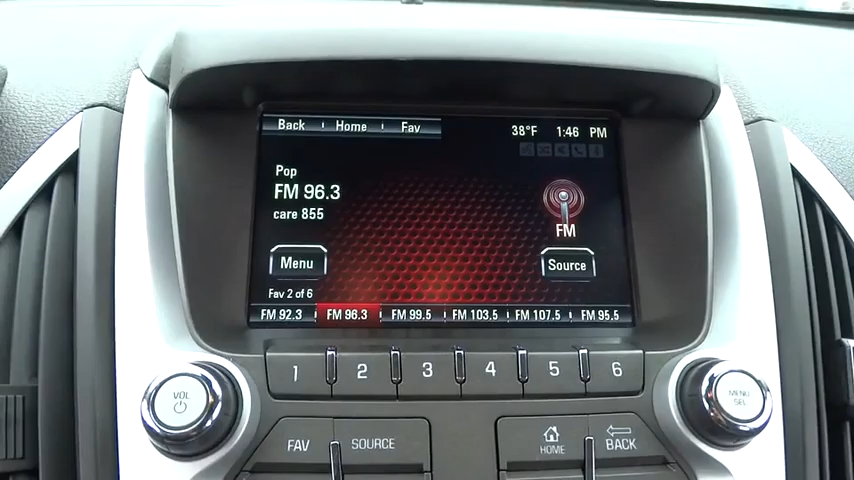 Back Home Fav 38°F 1:46 PM
Pop
FM 96.3
care 855
FM
Menu Source
Fav 2 of 6
FM 92.3 FM 96.3 FM 99.5 FM 103.5 FM 107.5 FM 95.5
1 2 3 4 5 6
VOL
MENU
SEL
FAV SOURCE HOME BACK